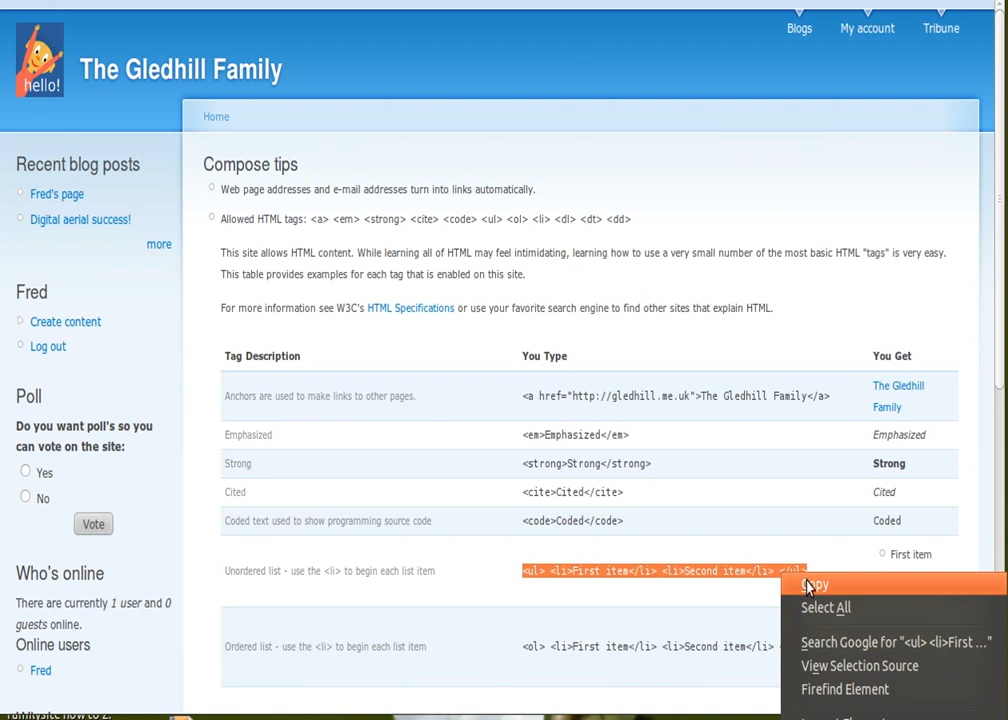 Blogs My account Tribune
hello!
The Gledhill Family
Home
Recent blog posts
Fred's page
Digital aerial success!
more
Fred
Create content
Log out
Poll
Do you want poll's so you
can vote on the site:
Yes
No
Vote
Who's online
There are currently 1 user and 0
guests online.
Online users
Fred
Compose tips
Web page addresses and e-mail addresses turn into links automatically.
Allowed HTML tags: <a> <em> <strong> <cite> <code> <ul> <ol> <li> <dl> <dt> <dd>
This site allows HTML content. While learning all of HTML may feel intimidating, learning how to use a very small number of the most basic HTML "tags" is very easy.
This table provides examples for each tag that is enabled on this site.
For more information see W3C's HTML Specifications or use your favorite search engine to find other sites that explain HTML.
Tag Description You Type You Get
Anchors are used to make links to other pages. <a href="http://gledhill.me.uk">The Gledhill Family</a> The Gledhill
Family
Emphasized <em>Emphasized</em> Emphasized
Strong <strong>Strong</strong> Strong
Cited <cite>Cited</cite> Cited
Coded text used to show programming source code <code>Coded</code> Coded
First item
Unordered list - use the <li> to begin each list item <ul> <li>First item</li> <li>Second item</li> </ul>
Ordered list - use the <li> to begin each list item <ol> <li>First item</li> <li>Second item</li>
Copy
Select All
Search Google for "<ul> <li>First ..."
View Selection Source
Firefind Element